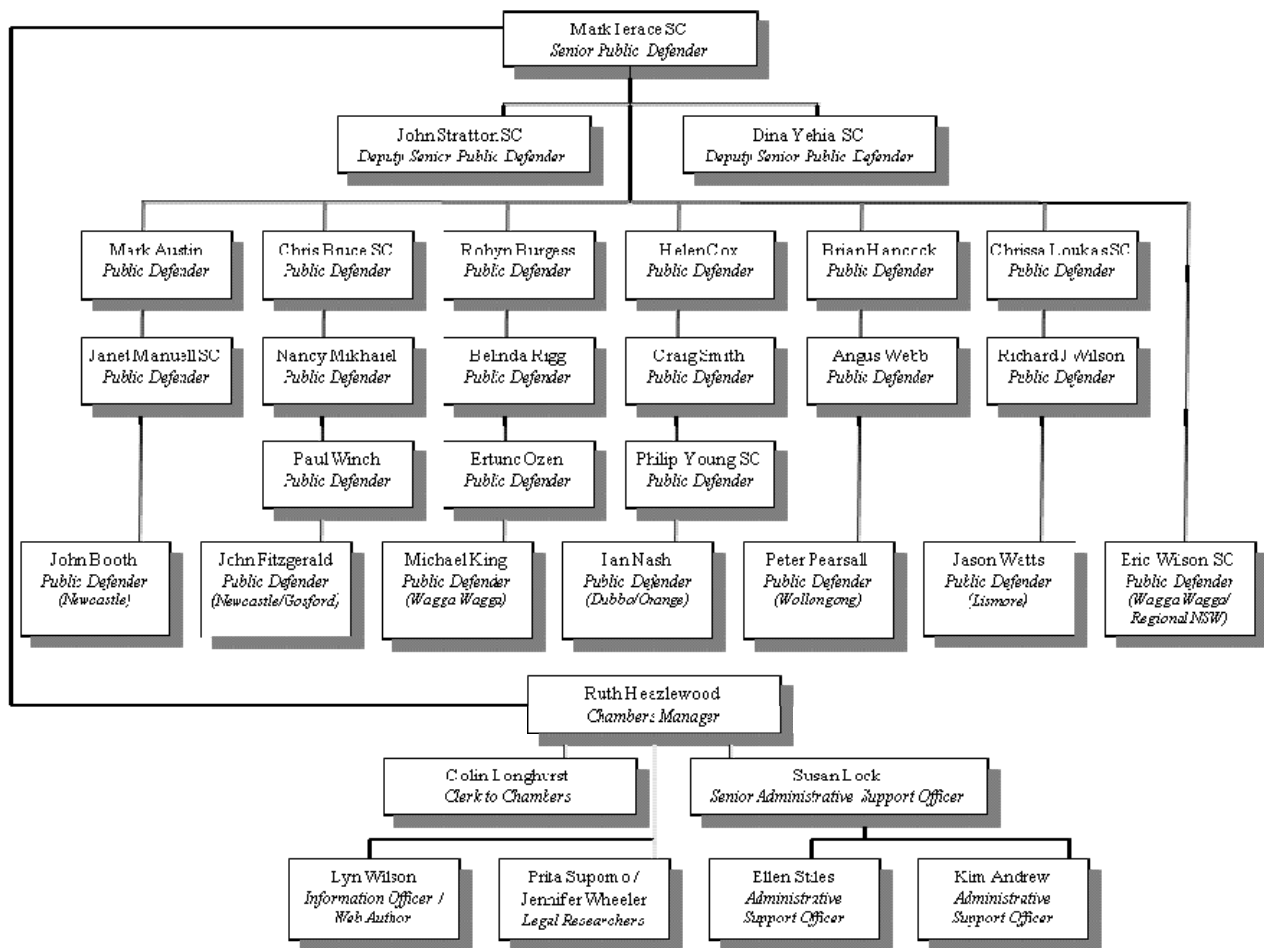 Mark Ierace SC
Senior Public Defender
John Stratton SC
Deputy Senior Public Defender
Dina Yehia SC
Deputy Senior Public Defender
Mark Austin
Public Defender
Chris Bruce SC
Public Defender
Robyn Burgess
Public Defender
Helen Cox
Public Defender
Brian Hancock
Public Defender
Chrissa Loukas SC
Public Defender
Janet Manuell SC
Public Defender
Nancy Mikhaiel
Public Defender
Belinda Rigg
Public Defender
Craig Smith
Public Defender
Angus Webb
Public Defender
Richard J Wilson
Public Defender
Paul Winch
Public Defender
Ertunc Ozen
Public Defender
Philip Young SC
Public Defender
John Booth
Public Defender
(Newcastle)
John Fitzgerald
Public Defender
(Newcastle/Gosford)
Michael King
Public Defender
(Wagga Wagga)
Ian Nash
Public Defender
(Dubbo/Orange)
Peter Pearsall
Public Defender
(Wollongong)
Jason Watts
Public Defender
(Lismore)
Eric Wilson SC
Public Defender
(Wagga Wagga/
Regional NSW)
Ruth Heazlewood
Chambers Manager
Colin Longhurst
Clerk to Chambers
Susan Lock
Senior Administrative Support Officer
Lyn Wilson
Information Officer /
Web Author
Prita Supomo /
Jennifer Wheeler
Legal Researchers
Ellen Stiles
Administrative
Support Officer
Kim Andrew
Administrative
Support Officer